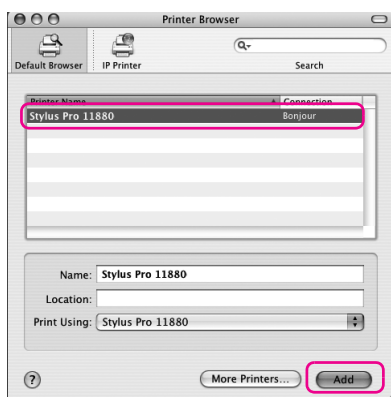 Printer Browser
Default Browser
IP Printer
Search
Printer Name
Connection
Stylus Pro 11880
Bonjour
Name: Stylus Pro 11880
Location:
Print Using: Stylus Pro 11880
? More Printers... Add